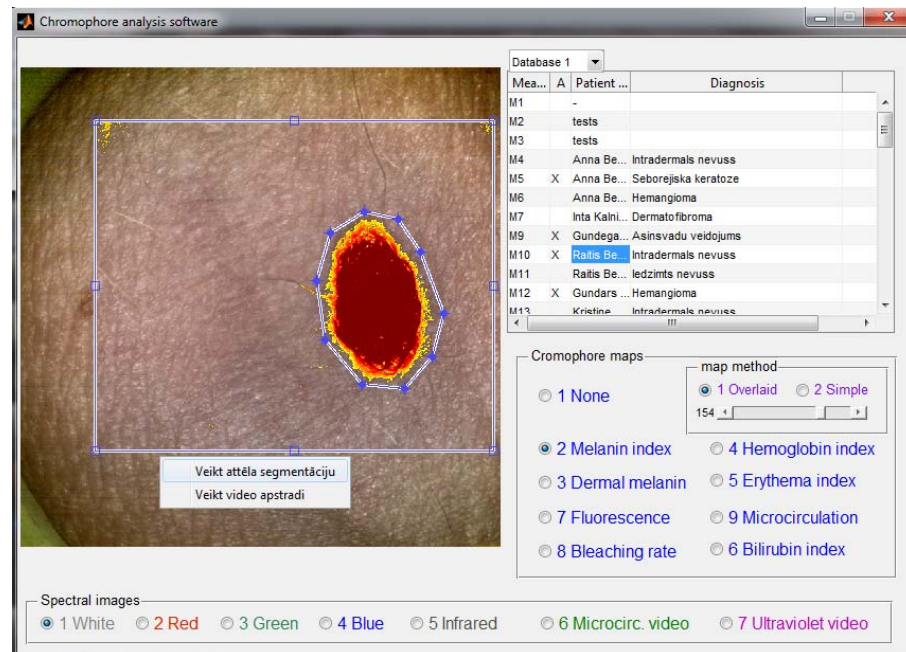 Chromophore analysis software
Database 1
Mea... A Patient ... Diagnosis
M1 -
M2 tests
M3 tests
M4 Anna Be... Intradermals nevuss
M5 X Anna Be... Seborejiska keratoze
M6 Anna Be... Hemangioma
M7 Inta Kalni... Dermatofibroma
M9 X Gundega... Asinsvadu veidojums
M10 X Raitis Be... Intradermals nevuss
M11 Raitis Be... Iedzimts nevuss
M12 X Gundars ... Hemangioma
M13 Kristine Intradermals nevuss
Cromophore maps
map method
1 Overlaid 2 Simple
154
1 None
2 Melanin index 4 Hemoglobin index
3 Dermal melanin 5 Erythema index
7 Fluorescence 9 Microcirculation
8 Bleaching rate 6 Bilirubin index
Veikt attēla segmentāciju
Veikt video apstradi
Spectral images
1 White 2 Red 3 Green 4 Blue 5 Infrared 6 Microcirc. video 7 Ultraviolet video